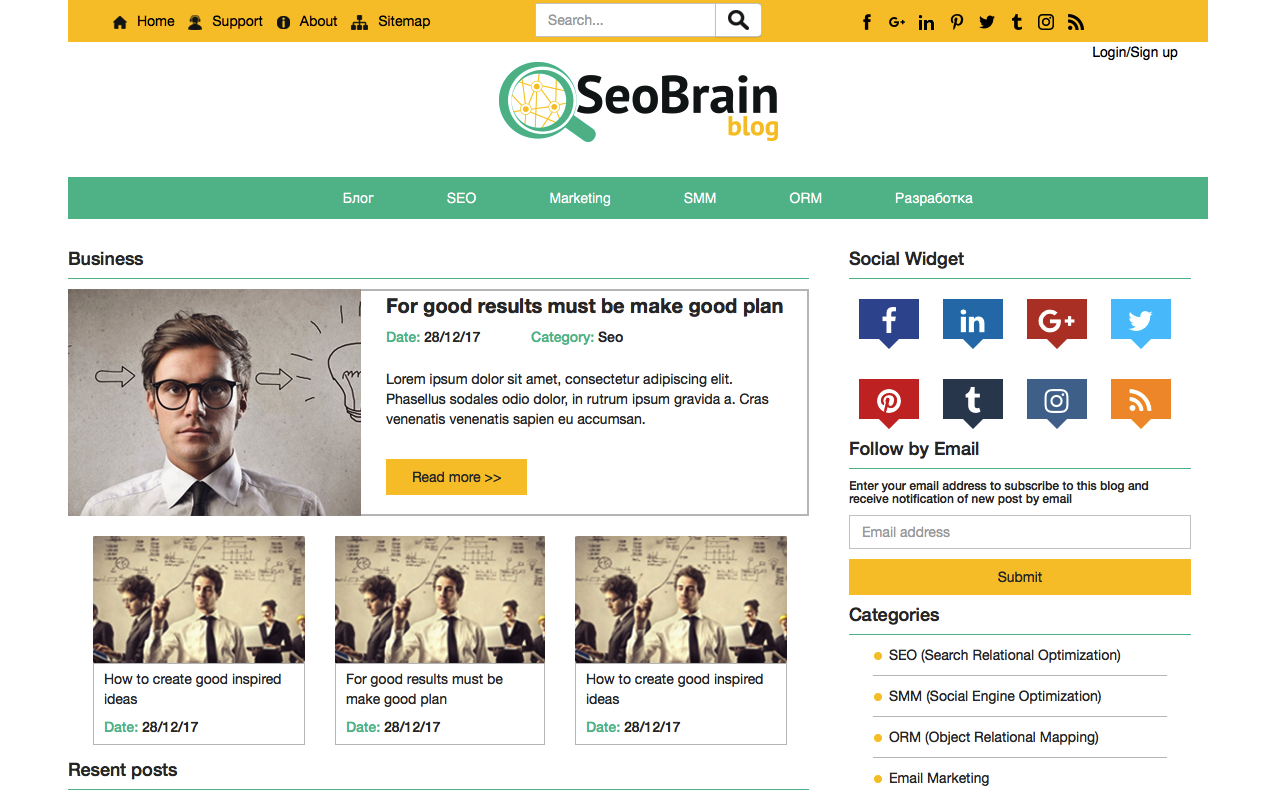 Home Support About Sitemap Search...
Login/Sign up
SeoBrain
blog
Блог SEO Marketing SMM ORM Разработка
Business
For good results must be make good plan
Date: 28/12/17 Category: Seo
Lorem ipsum dolor sit amet, consectetur adipiscing elit.
Phasellus sodales odio dolor, in rutrum ipsum gravida a. Cras
venenatis venenatis sapien eu accumsan.
Read more >>
How to create good inspired
ideas
Date: 28/12/17
For good results must be
make good plan
Date: 28/12/17
How to create good inspired
ideas
Date: 28/12/17
Resent posts
Social Widget
Follow by Email
Enter your email address to subscribe to this blog and
receive notification of new post by email
Email address
Submit
Categories
SEO (Search Relational Optimization)
SMM (Social Engine Optimization)
ORM (Object Relational Mapping)
Email Marketing